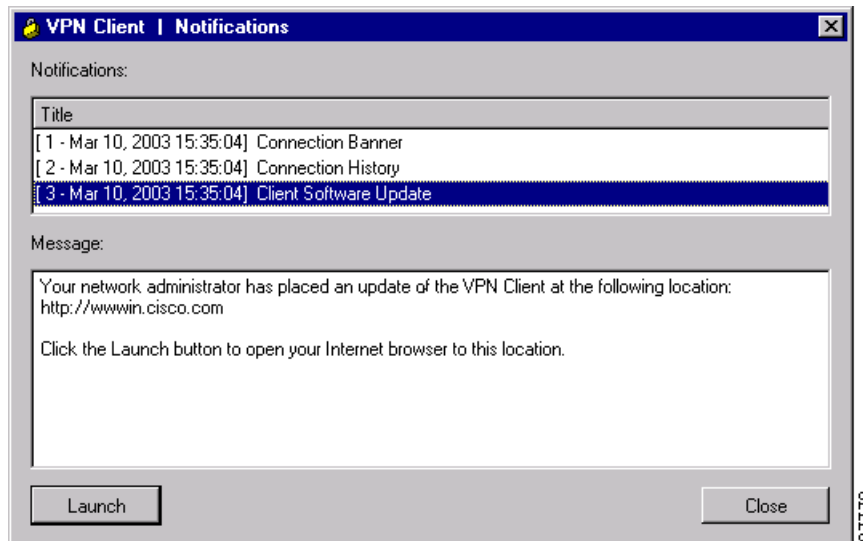 VPN Client | Notifications
Notifications:
Title
[ 1 - Mar 10, 2003 15:35:04] Connection Banner
[ 2 - Mar 10, 2003 15:35:04] Connection History
[ 3 - Mar 10, 2003 15:35:04] Client Software Update
Message:
Your network administrator has placed an update of the VPN Client at the following location:
http://wwwin.cisco.com
Click the Launch button to open your Internet browser to this location.
Launch
Close